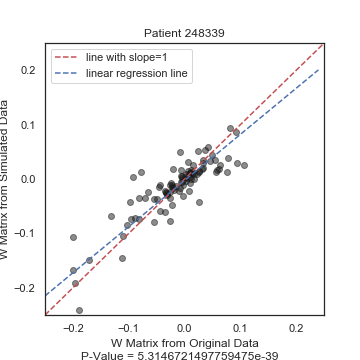 Patient 248339
line with slope=1
linear regression line
W Matrix from Simulated Data
0.2
0.1
0.0
−0.1
−0.2
−0.2
−0.1
0.0
0.1
0.2
W Matrix from Original Data
P-Value = 5.3146721497759475e-39